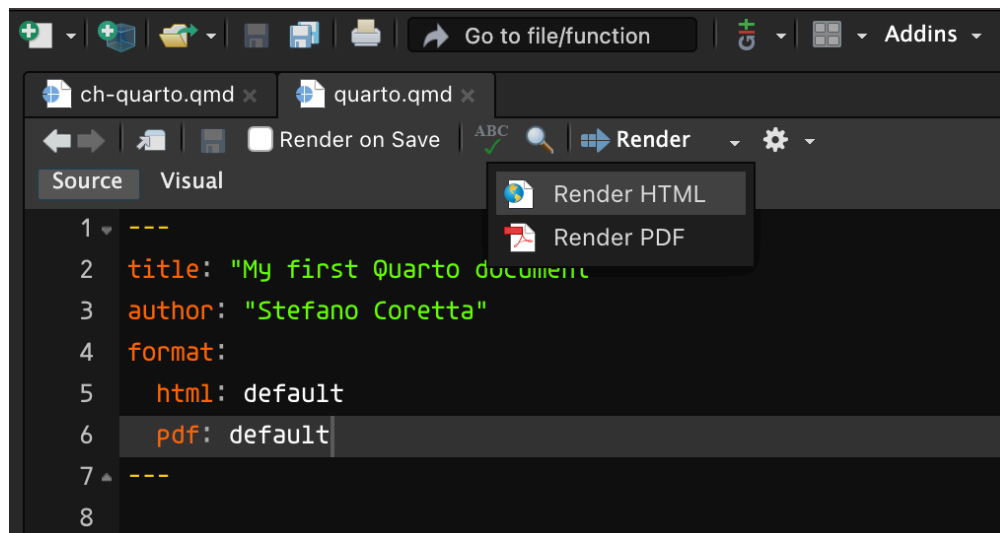 Go to file/function
Git
Addins
ch-quarto.qmd ×
quarto.qmd ×
Render on Save
ABC
Render
Source
Visual
Render HTML
Render PDF
1 ---
2 title: "My first Quarto document
3 author: "Stefano Coretta"
4 format:
5 html: default
6 pdf: default
7 ---
8